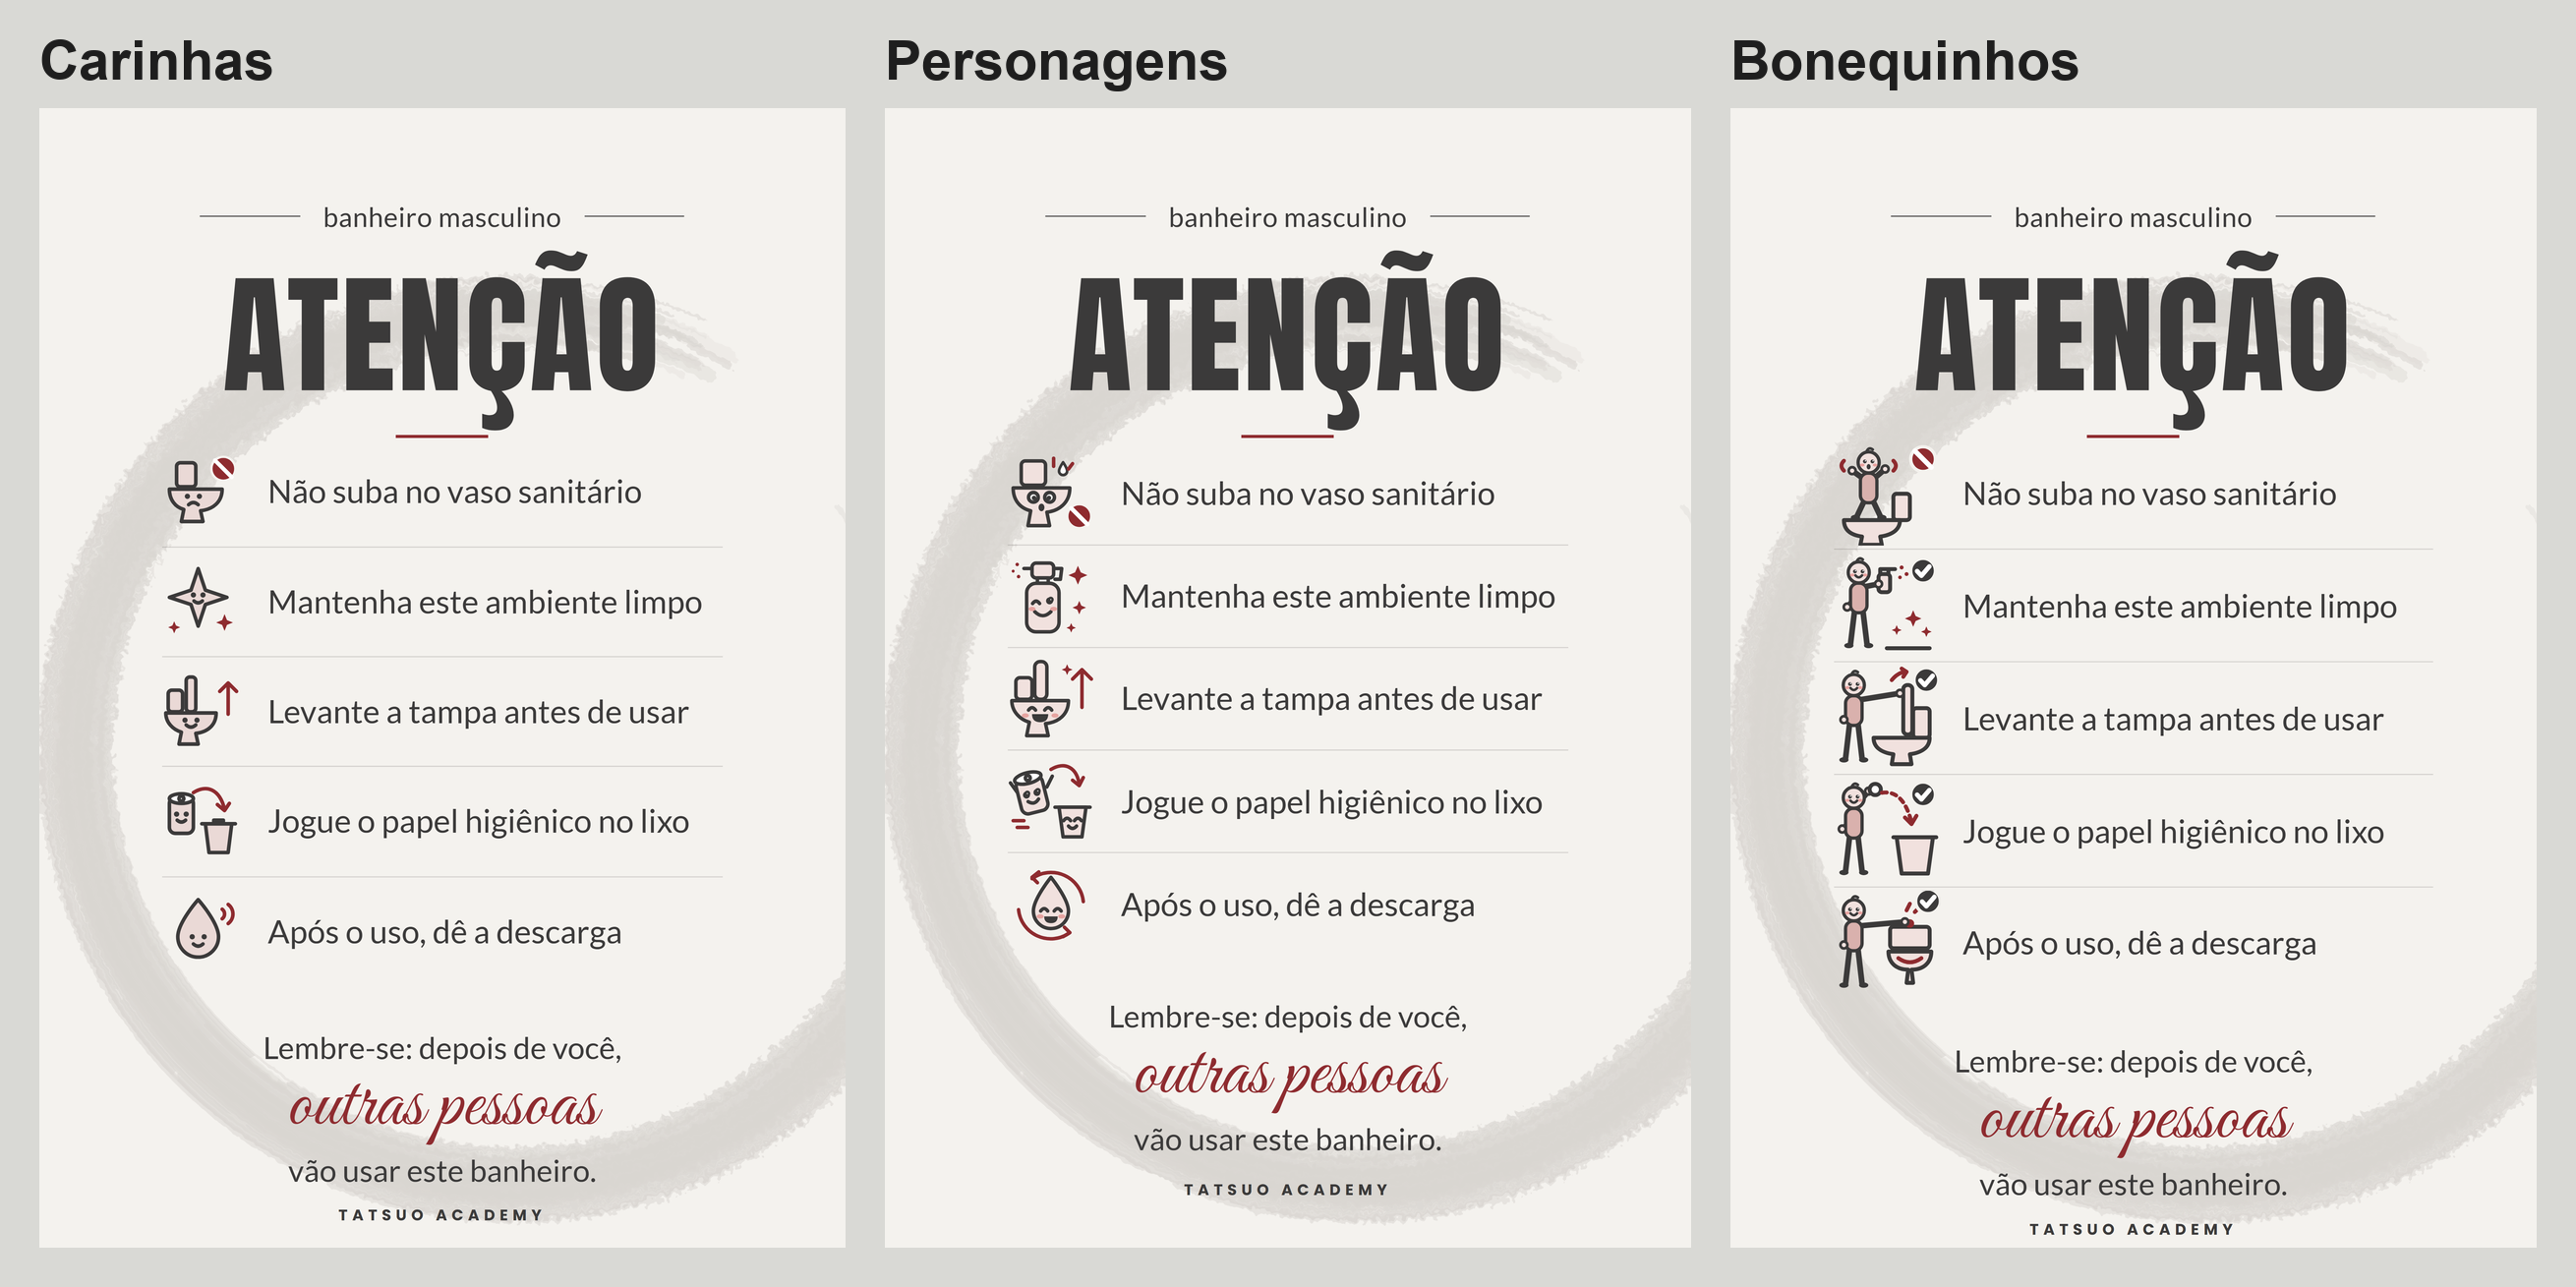 Carinhas
banheiro masculino
ATENÇÃO
Não suba no vaso sanitário
Mantenha este ambiente limpo
Levante a tampa antes de usar
Jogue o papel higiênico no lixo
Após o uso, dê a descarga
Lembre-se: depois de você,
outras pessoas
vão usar este banheiro.
TATSUO ACADEMY
Personagens
banheiro masculino
ATENÇÃO
Não suba no vaso sanitário
Mantenha este ambiente limpo
Levante a tampa antes de usar
Jogue o papel higiênico no lixo
Após o uso, dê a descarga
Lembre-se: depois de você,
outras pessoas
vão usar este banheiro.
TATSUO ACADEMY
Bonequinhos
banheiro masculino
ATENÇÃO
Não suba no vaso sanitário
Mantenha este ambiente limpo
Levante a tampa antes de usar
Jogue o papel higiênico no lixo
Após o uso, dê a descarga
Lembre-se: depois de você,
outras pessoas
vão usar este banheiro.
TATSUO ACADEMY